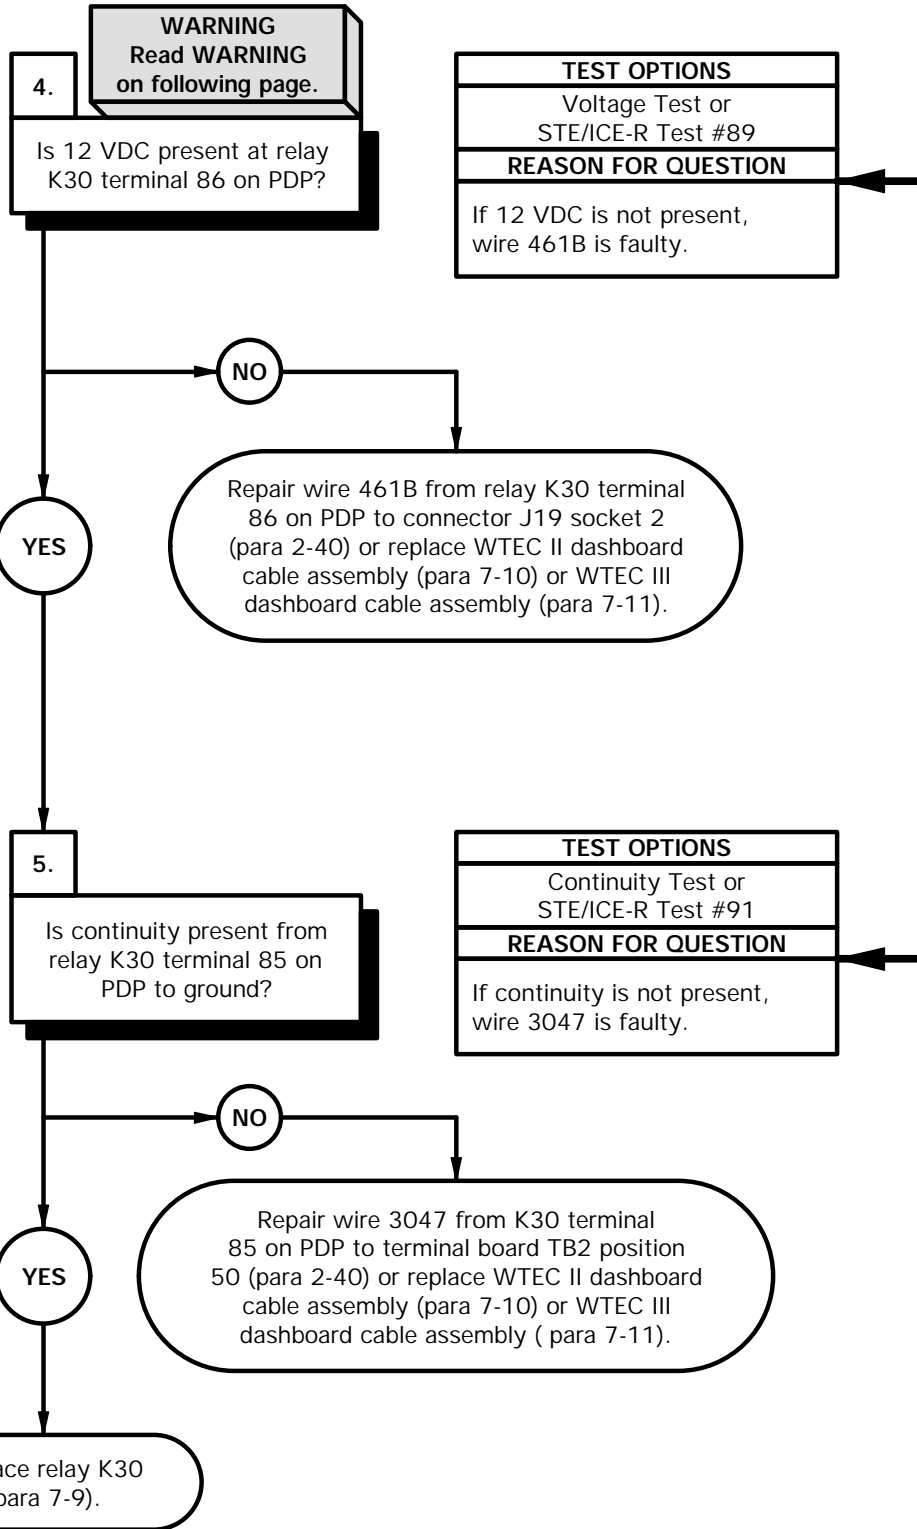 WARNING
Read WARNING
on following page.
4.
Is 12 VDC present at relay
K30 terminal 86 on PDP?
TEST OPTIONS
Voltage Test or
STE/ICE-R Test #89
REASON FOR QUESTION
If 12 VDC is not present,
wire 461B is faulty.
NO
YES
Repair wire 461B from relay K30 terminal
86 on PDP to connector J19 socket 2
(para 2-40) or replace WTEC II dashboard
cable assembly (para 7-10) or WTEC III
dashboard cable assembly (para 7-11).
5.
Is continuity present from
relay K30 terminal 85 on
PDP to ground?
TEST OPTIONS
Continuity Test or
STE/ICE-R Test #91
REASON FOR QUESTION
If continuity is not present,
wire 3047 is faulty.
NO
YES
Repair wire 3047 from K30 terminal
85 on PDP to terminal board TB2 position
50 (para 2-40) or replace WTEC II dashboard
cable assembly (para 7-10) or WTEC III
dashboard cable assembly ( para 7-11).
relay K30
para 7-9).